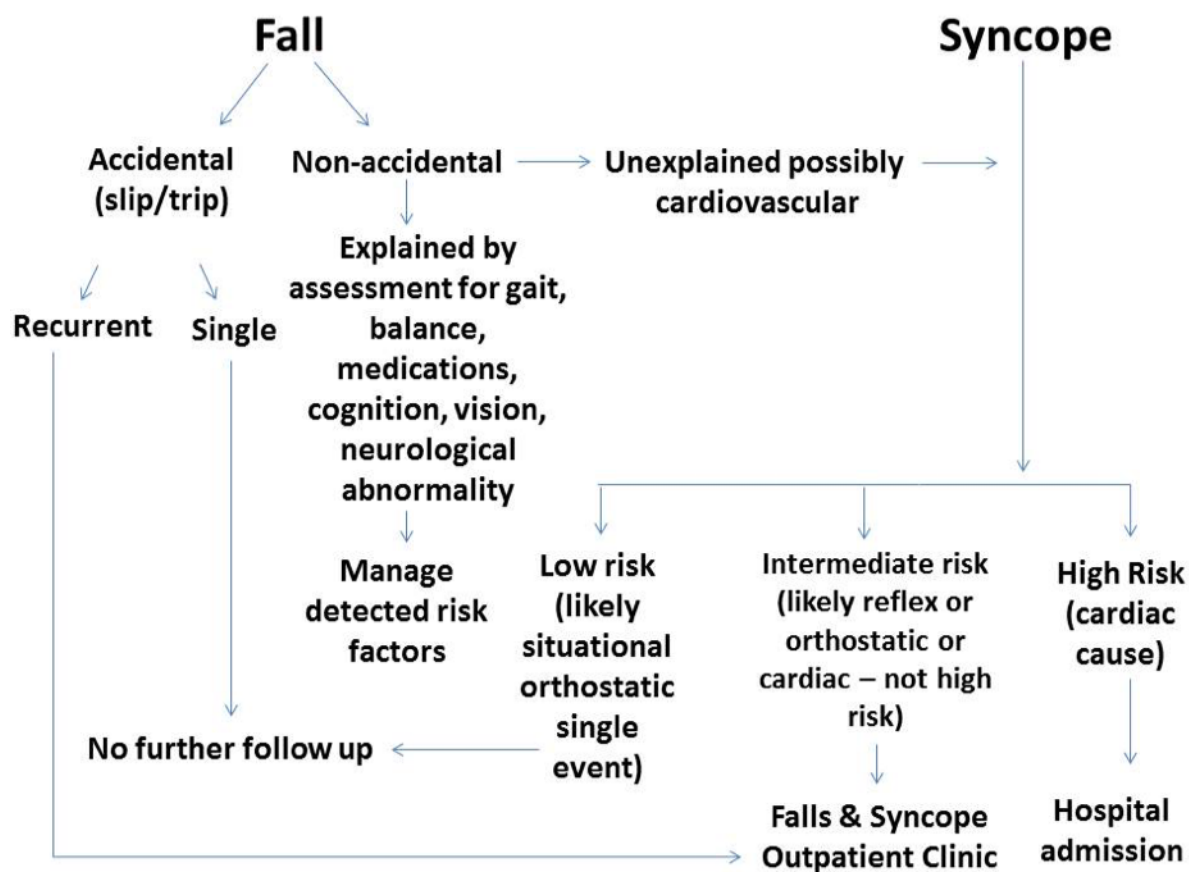 Fall
Syncope
Accidental
(slip/trip)
Non-accidental
Unexplained possibly
cardiovascular
Recurrent
Single
Explained by
assessment for gait,
balance,
medications,
cognition, vision,
neurological
abnormality
Manage
detected risk
factors
Low risk
(likely
situational
orthostatic
single
event)
Intermediate risk
(likely reflex or
orthostatic or
cardiac – not high
risk)
High Risk
(cardiac
cause)
No further follow up
Falls & Syncope
Outpatient Clinic
Hospital
admission